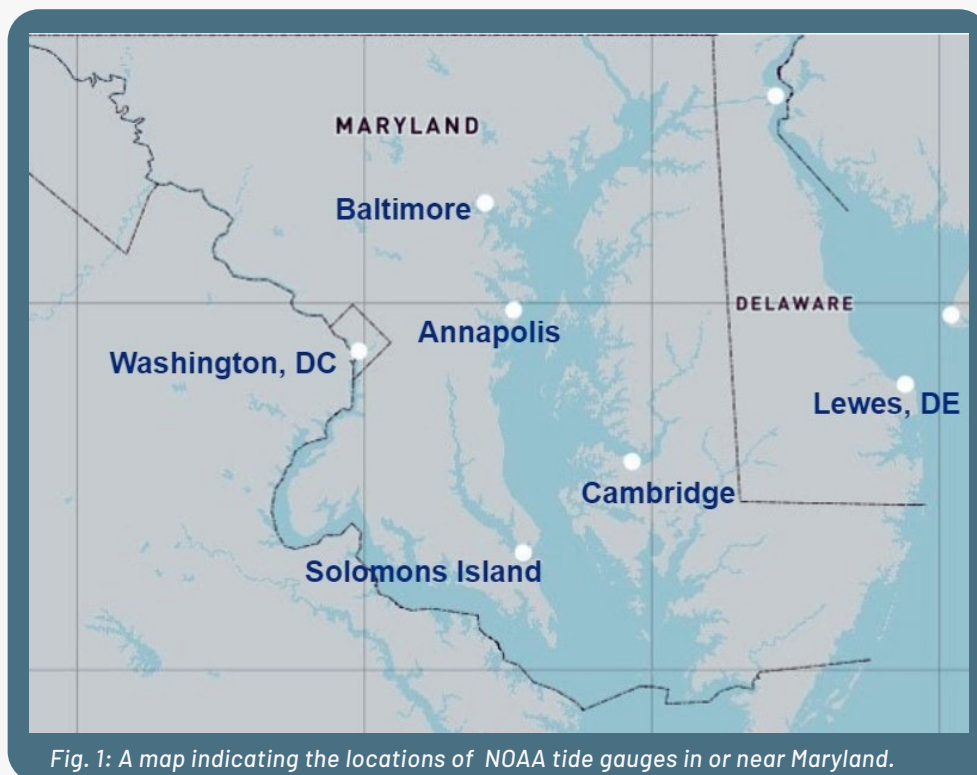 MARYLAND
Baltimore
DELAWARE
Annapolis
Washington, DC
Lewes, DE
Cambridge
Solomons Island
Fig. 1: A map indicating the locations of NOAA tide gauges in or near Maryland.